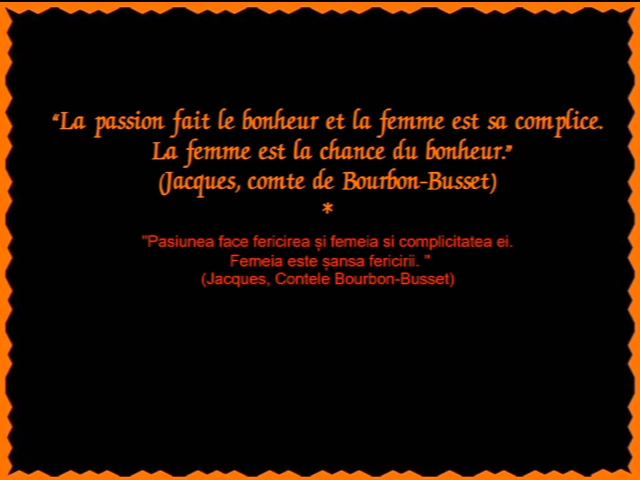 “La passion fait le bonheur et la femme est sa complice.
La femme est la chance du bonheur.”
(Jacques, comte de Bourbon-Busset)
*
"Pasiunea face fericirea și femeia si complicitatea ei.
Femeia este șansa fericirii. "
(Jacques, Contele Bourbon-Busset)